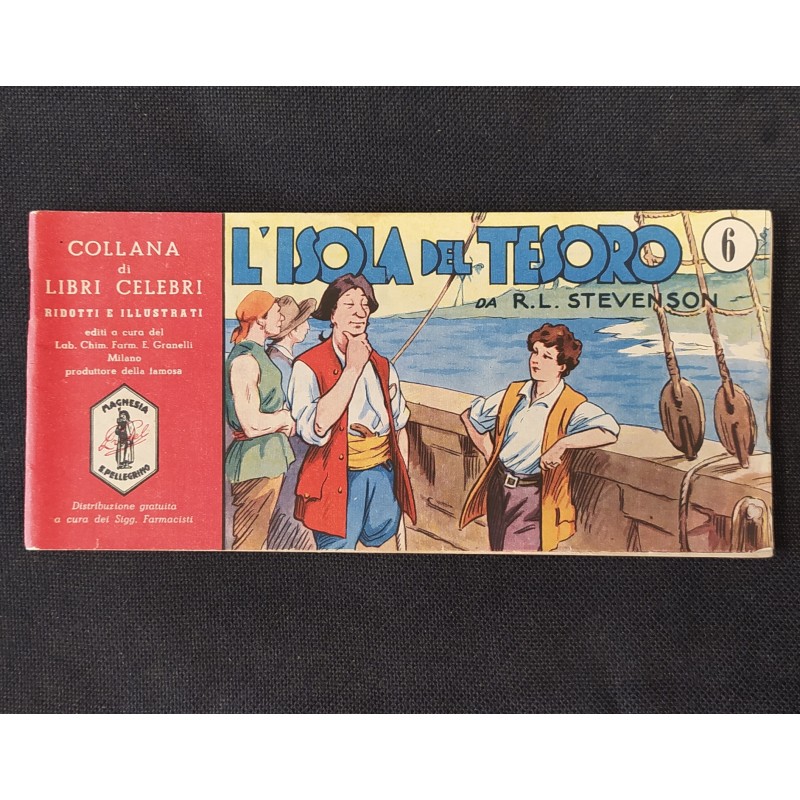 COLLANA
di
LIBRI CELEBRI
RIDOTTI E ILLUSTRATI
editi a cura del
Lab. Chim. Farm. E. Granelli
Milano
produttore della famosa
MAGNESIA
S. PELLEGRINO
Distribuzione gratuita
a cura dei Sigg. Farmacisti
L'ISOLA DEL TESORO
6
DA R.L. STEVENSON